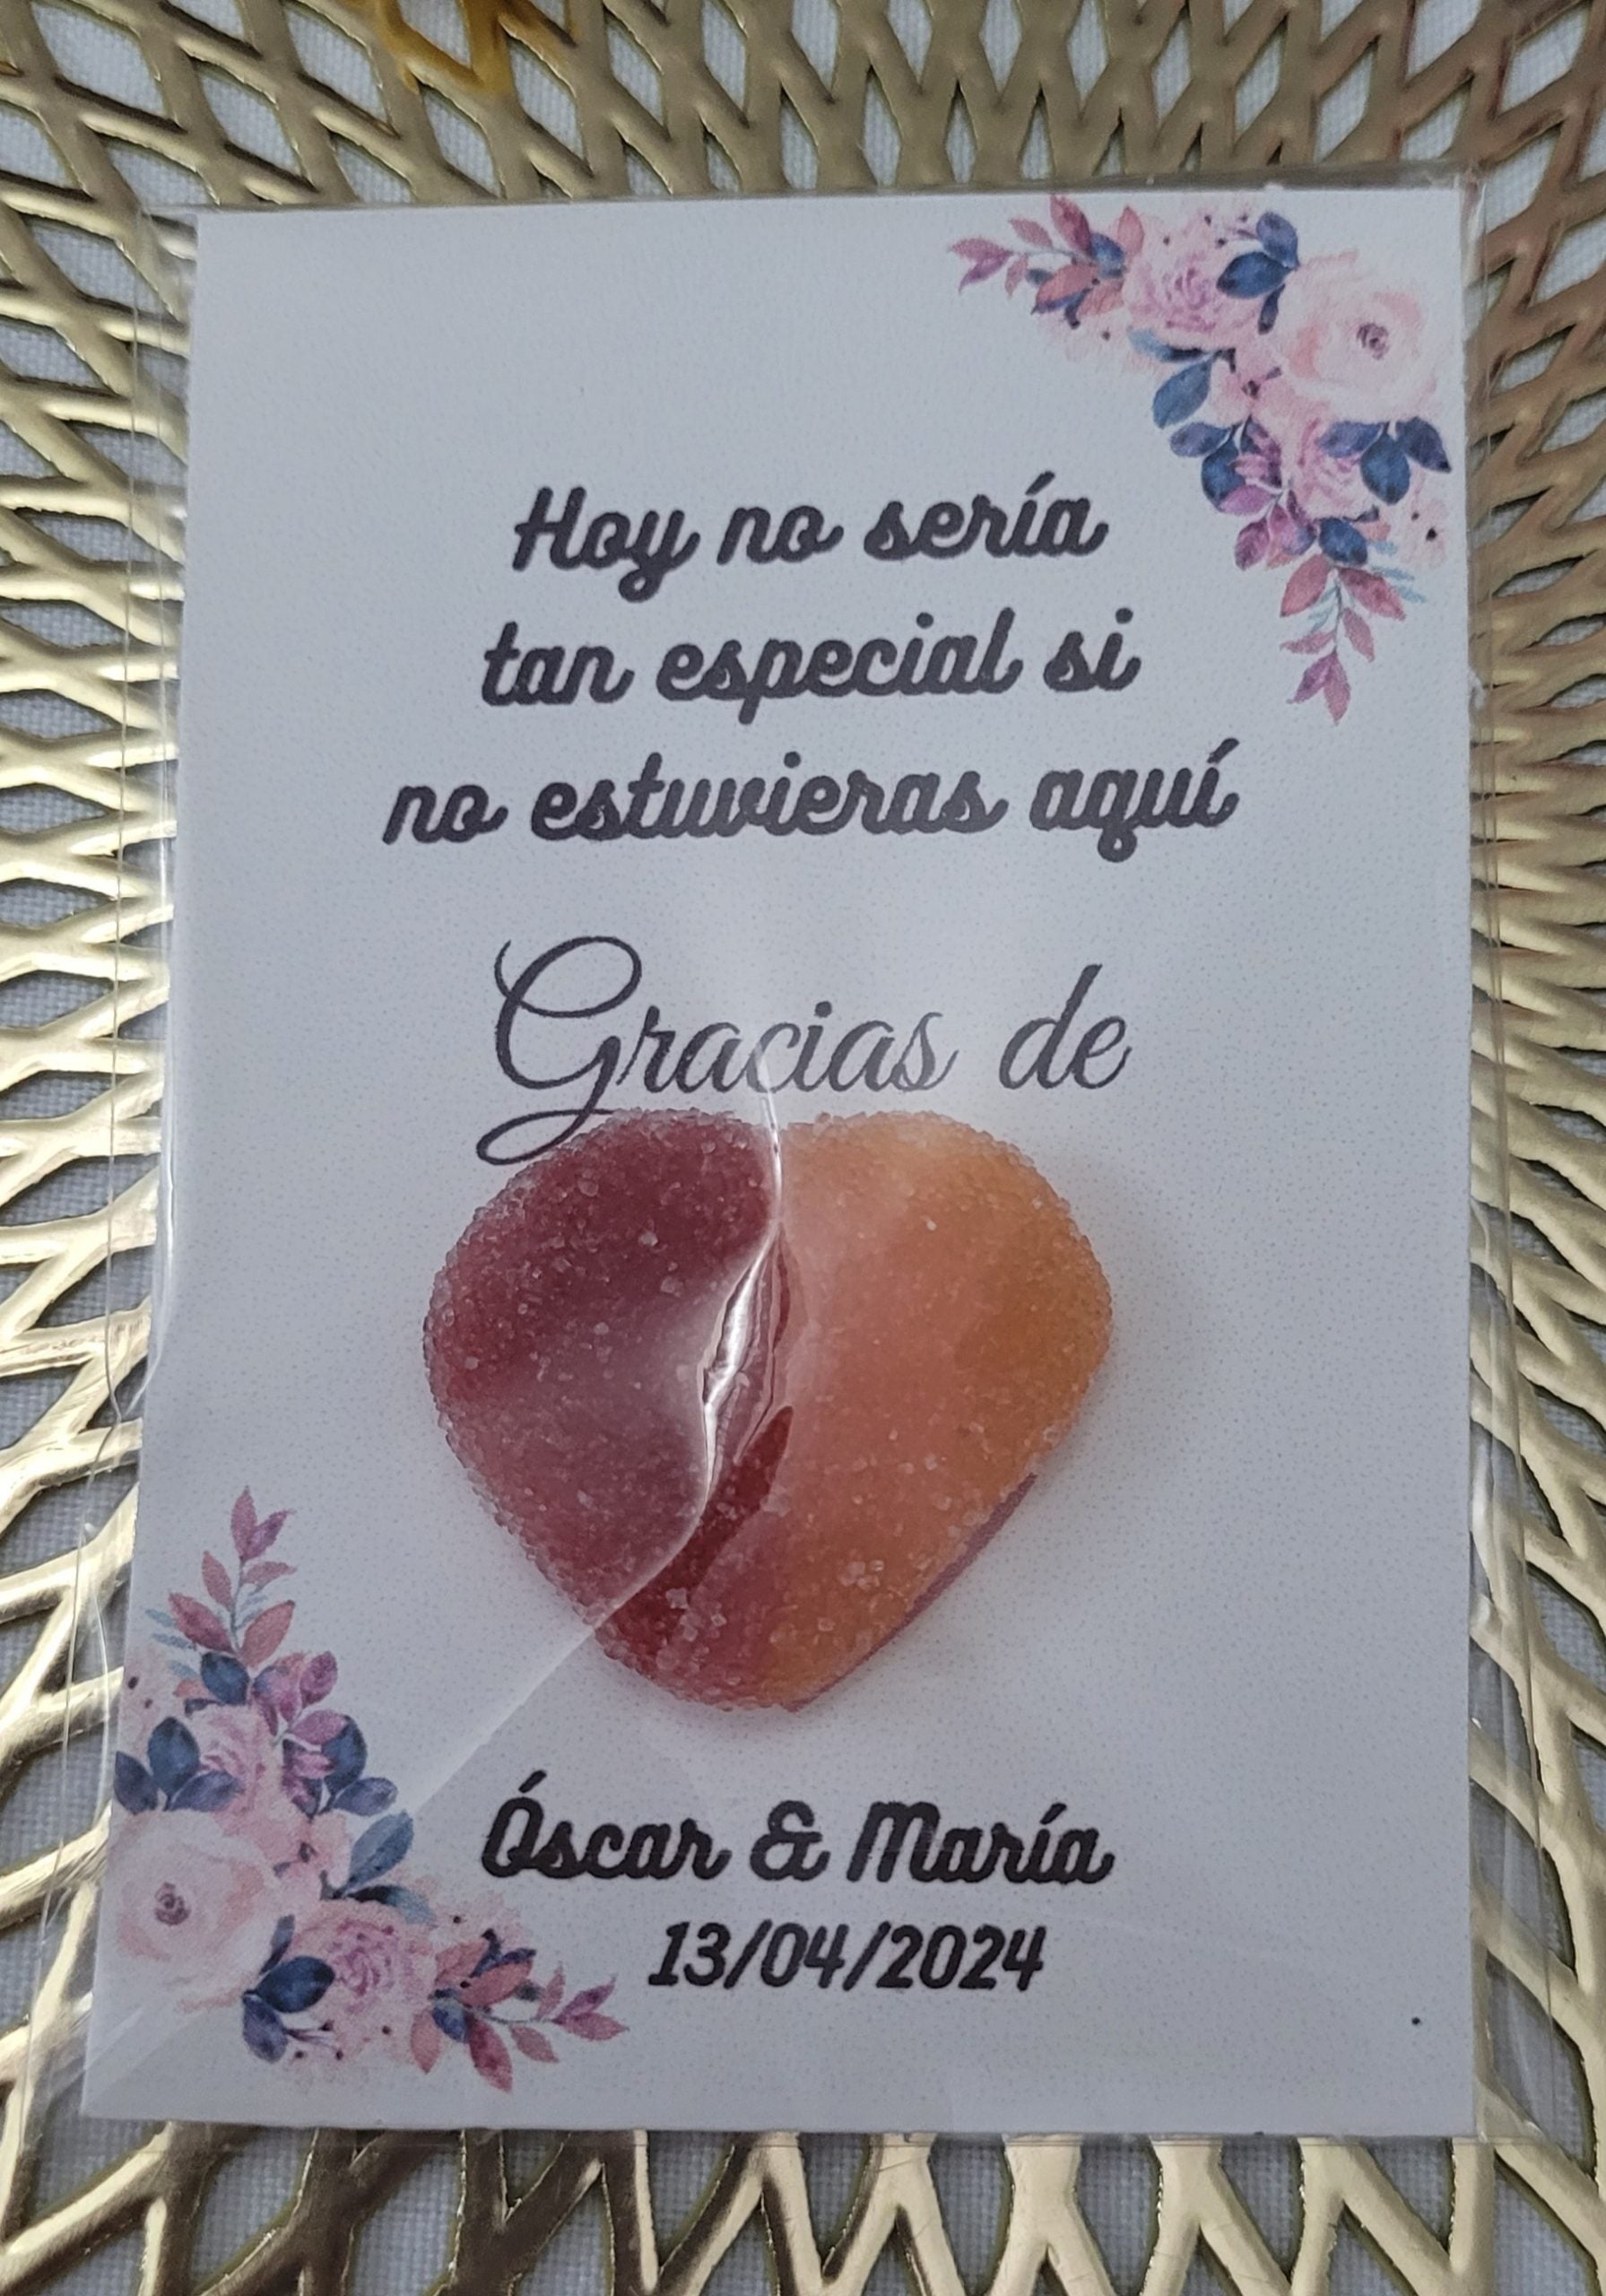 Hoy no sería
tan especial si
no estuvieras aquí
Gracias de
Óscar & María
13/04/2024